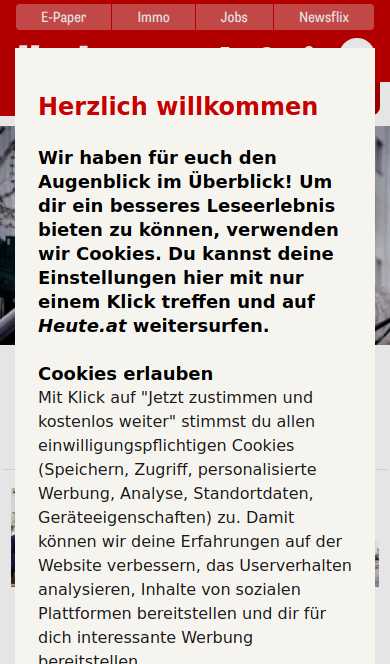 E-Paper
Immo
Jobs
Newsflix
Herzlich willkommen
Wir haben für euch den
Augenblick im Überblick! Um
dir ein besseres Leseerlebnis
bieten zu können, verwenden
wir Cookies. Du kannst deine
Einstellungen hier mit nur
einem Klick treffen und auf
Heute.at weitersurfen.
Cookies erlauben
Mit Klick auf "Jetzt zustimmen und
kostenlos weiter" stimmst du allen
einwilligungspflichtigen Cookies
(Speichern, Zugriff, personalisierte
Werbung, Analyse, Standortdaten,
Geräteeigenschaften) zu. Damit
können wir deine Erfahrungen auf der
Website verbessern, das Userverhalten
analysieren, Inhalte von sozialen
Plattformen bereitstellen und dir für
dich interessante Werbung
bereitstellen